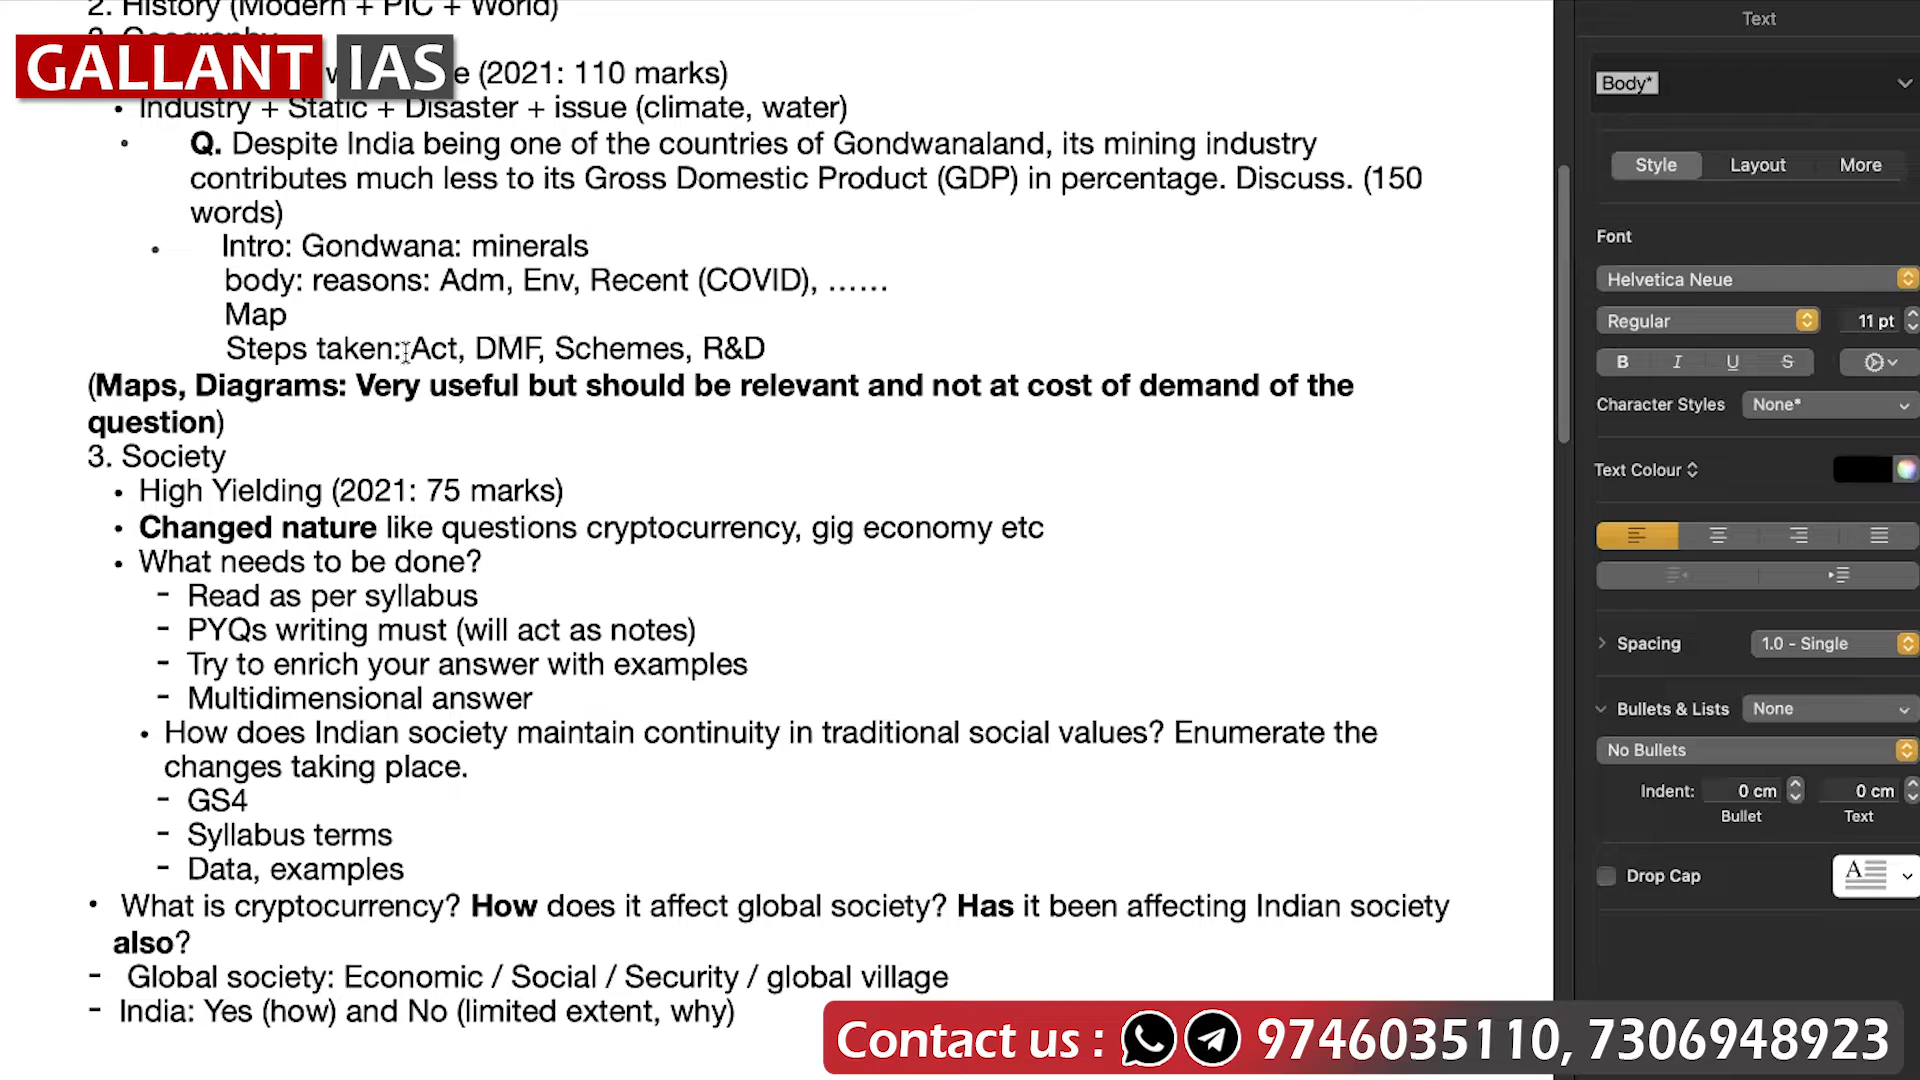 2. History (Modern + PIC + World)
GALLANT IAS
(2021: 110 marks)
• Industry + Static + Disaster + issue (climate, water)
• Q. Despite India being one of the countries of Gondwanaland, its mining industry
contributes much less to its Gross Domestic Product (GDP) in percentage. Discuss. (150
words)
• Intro: Gondwana: minerals
body: reasons: Adm, Env, Recent (COVID), ......
Map
Steps taken: Act, DMF, Schemes, R&D
(Maps, Diagrams: Very useful but should be relevant and not at cost of demand of the
question)
3. Society
• High Yielding (2021: 75 marks)
• Changed nature like questions cryptocurrency, gig economy etc
• What needs to be done?
- Read as per syllabus
- PYQs writing must (will act as notes)
- Try to enrich your answer with examples
- Multidimensional answer
• How does Indian society maintain continuity in traditional social values? Enumerate the
changes taking place.
- GS4
- Syllabus terms
- Data, examples
• What is cryptocurrency? How does it affect global society? Has it been affecting Indian society
also?
- Global society: Economic / Social / Security / global village
- India: Yes (how) and No (limited extent, why)
Contact us : 9746035110, 7306948923
Text
Body*
Style Layout More
Font
Helvetica Neue
Regular 11 pt
B I U S
Character Styles None*
Text Colour
Spacing 1.0 - Single
Bullets & Lists None
No Bullets
Indent: 0 cm 0 cm
Bullet Text
Drop Cap A